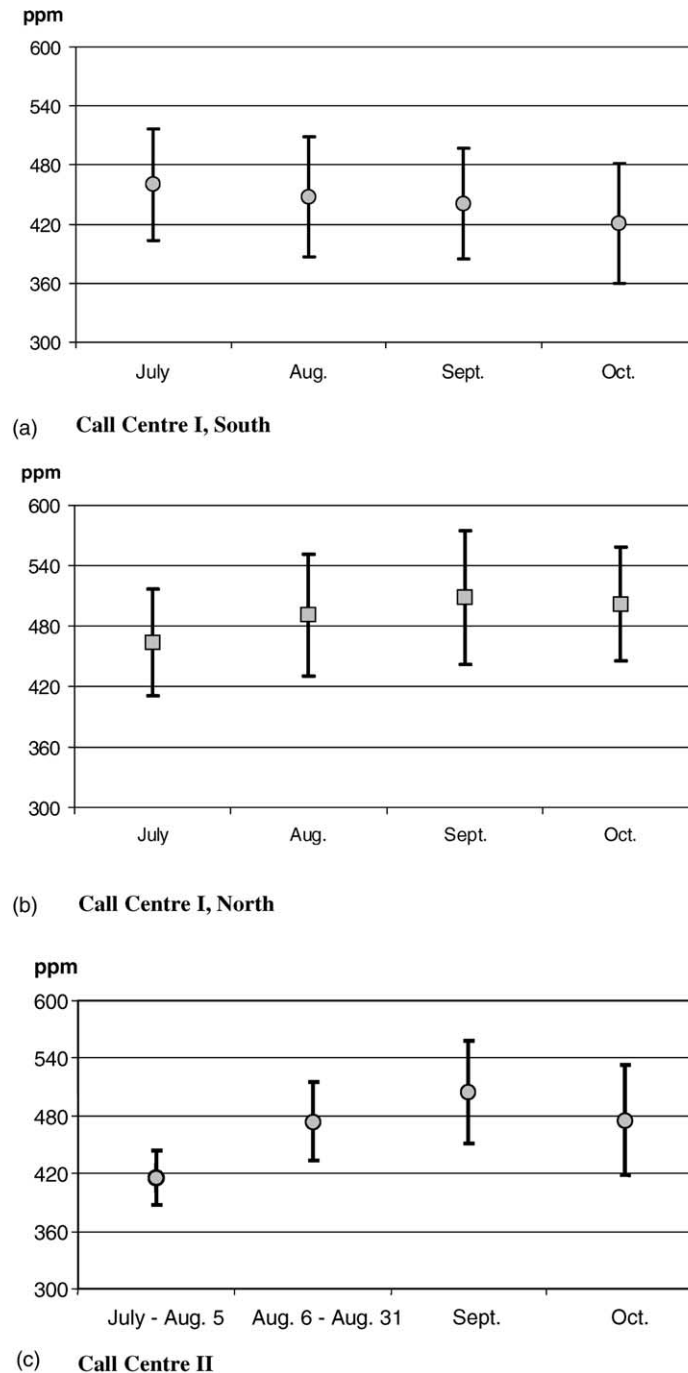 ppm
600
540
480
420
360
300
July Aug. Sept. Oct.
(a) Call Centre I, South
ppm
600
540
480
420
360
300
July Aug. Sept. Oct.
(b) Call Centre I, North
ppm
600
540
480
420
360
300
July - Aug. 5 Aug. 6 - Aug. 31 Sept. Oct.
(c) Call Centre II